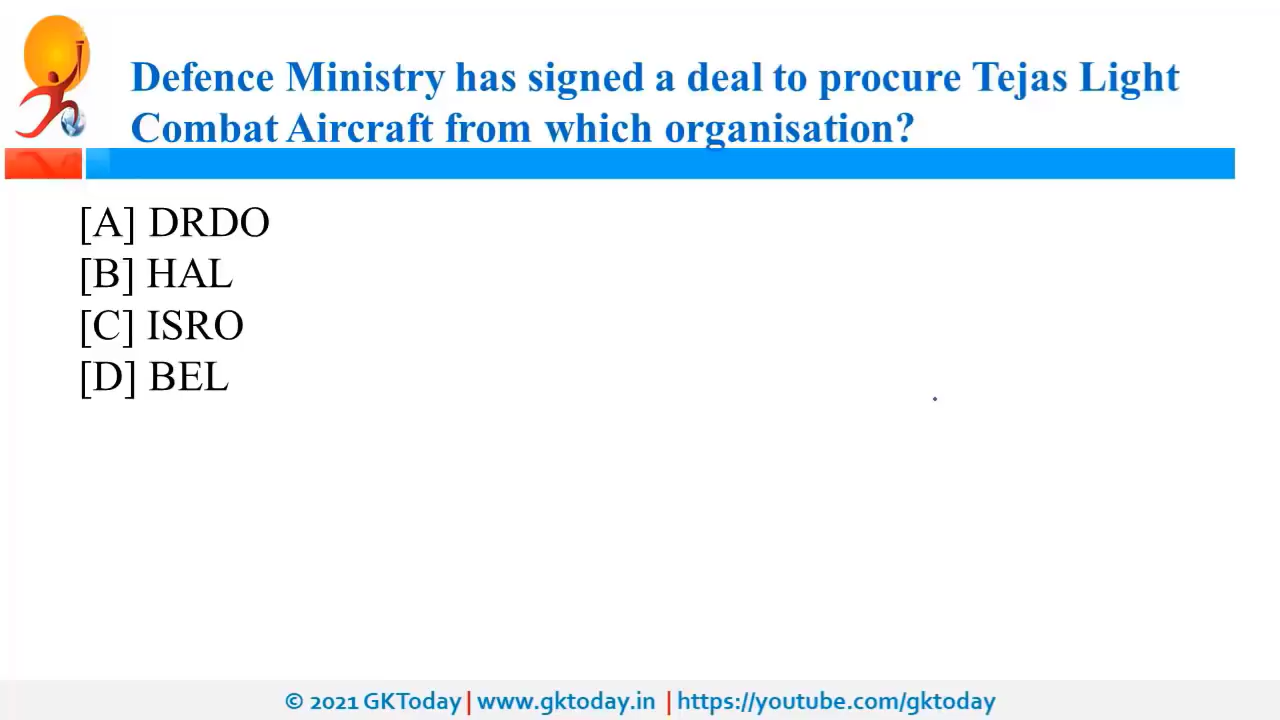 Defence Ministry has signed a deal to procure Tejas Light
Combat Aircraft from which organisation?
[A] DRDO
[B] HAL
[C] ISRO
[D] BEL
© 2021 GKToday | www.gktoday.in | https://youtube.com/gktoday